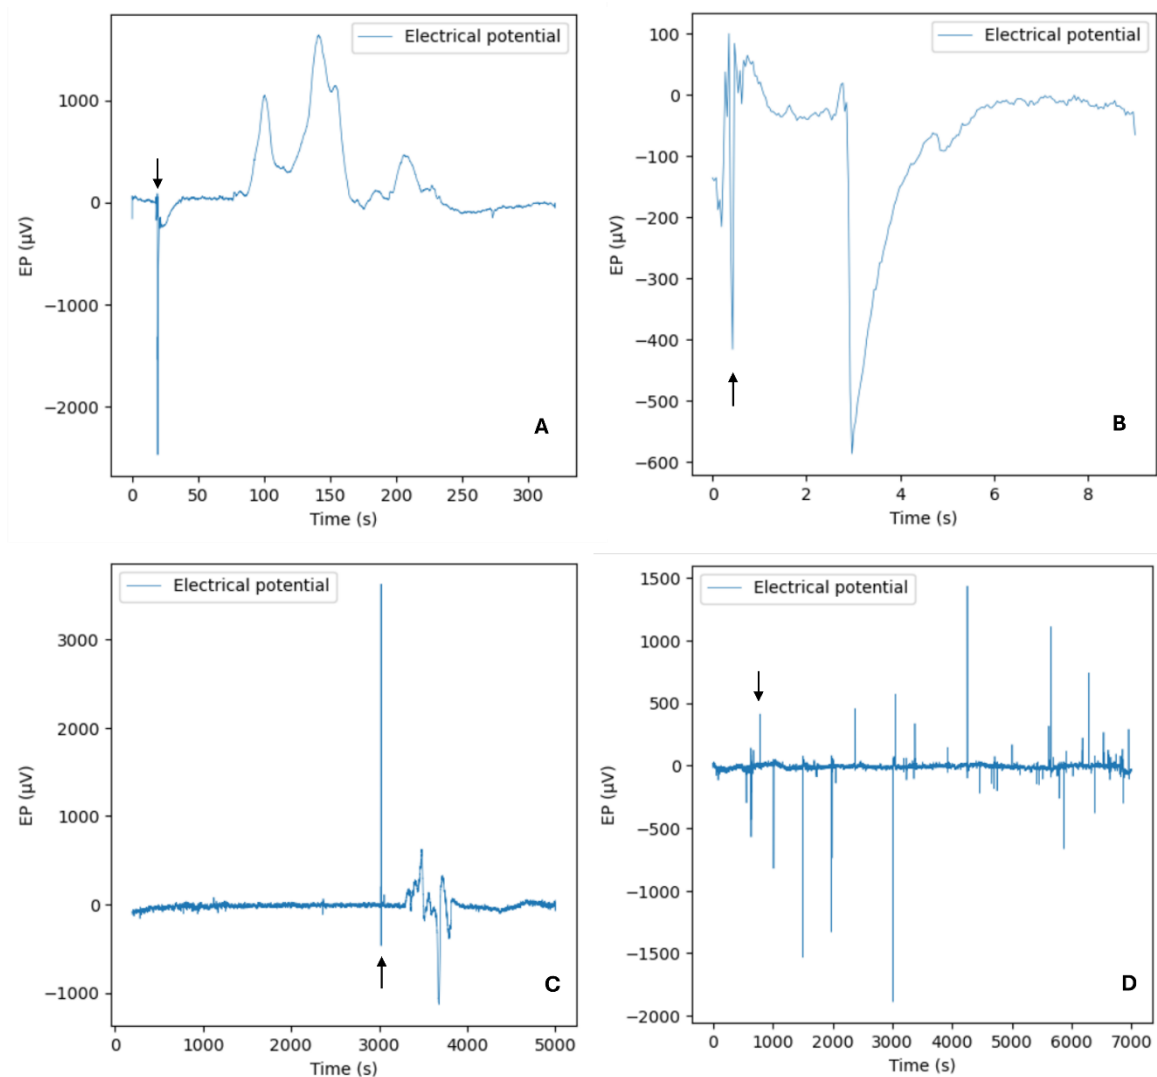 Electrical potential
1000
0
−1000
−2000
EP (µV)
0 50 100 150 200 250 300
Time (s)
A
Electrical potential
100
0
−100
−200
−300
−400
−500
−600
EP (µV)
0 2 4 6 8
Time (s)
B
Electrical potential
3000
2000
1000
0
−1000
EP (µV)
0 1000 2000 3000 4000 5000
Time (s)
C
Electrical potential
1500
1000
500
0
−500
−1000
−1500
−2000
EP (µV)
0 1000 2000 3000 4000 5000 6000 7000
Time (s)
D